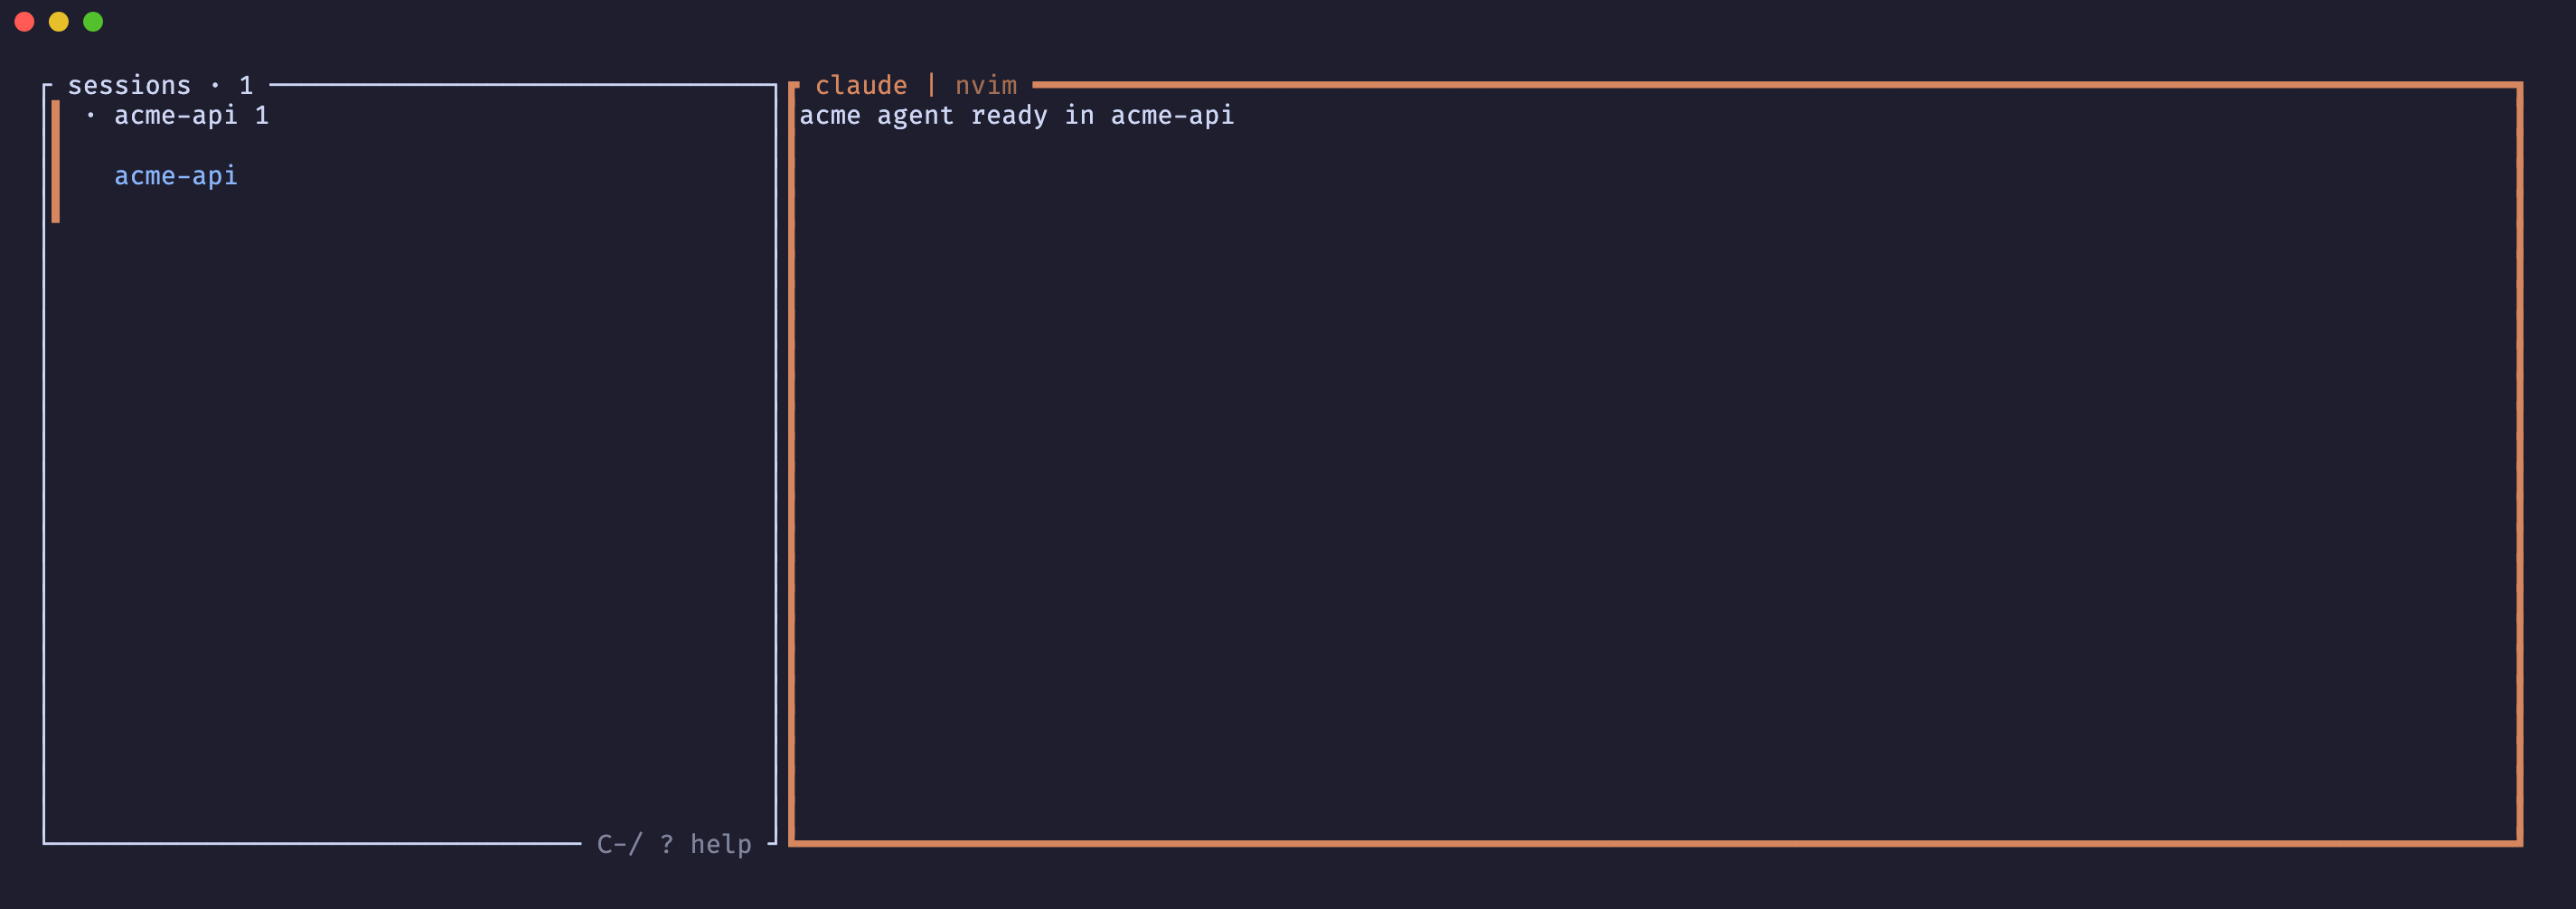 sessions · 1
· acme-api 1
acme-api
C-/ ? help
claude | nvim
acme agent ready in acme-api